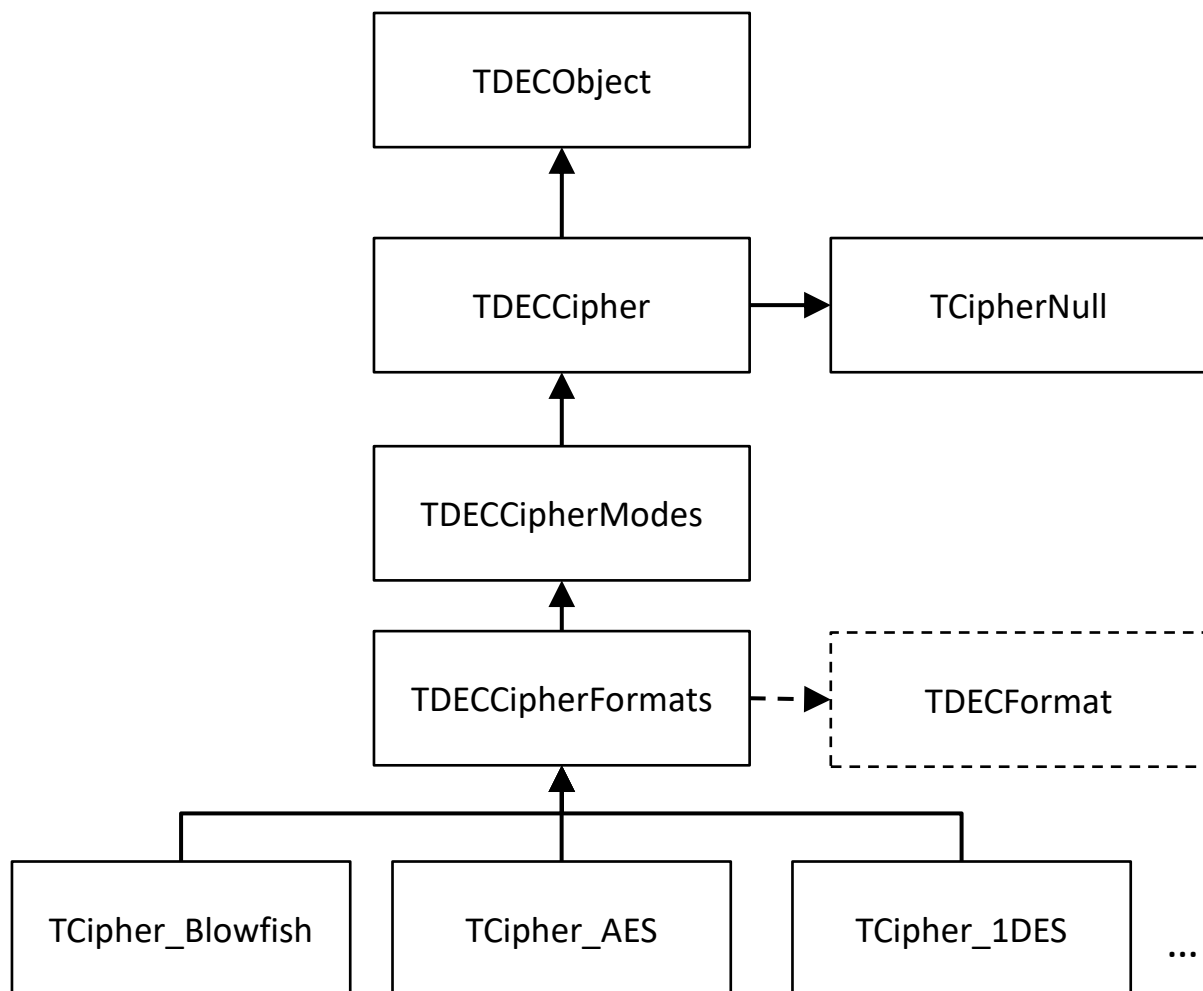 TDECObject
TDECCipher
TCipherNull
TDECCipherModes
TDECCipherFormats
TDECFormat
TCipher_Blowfish
TCipher_AES
TCipher_1DES
...